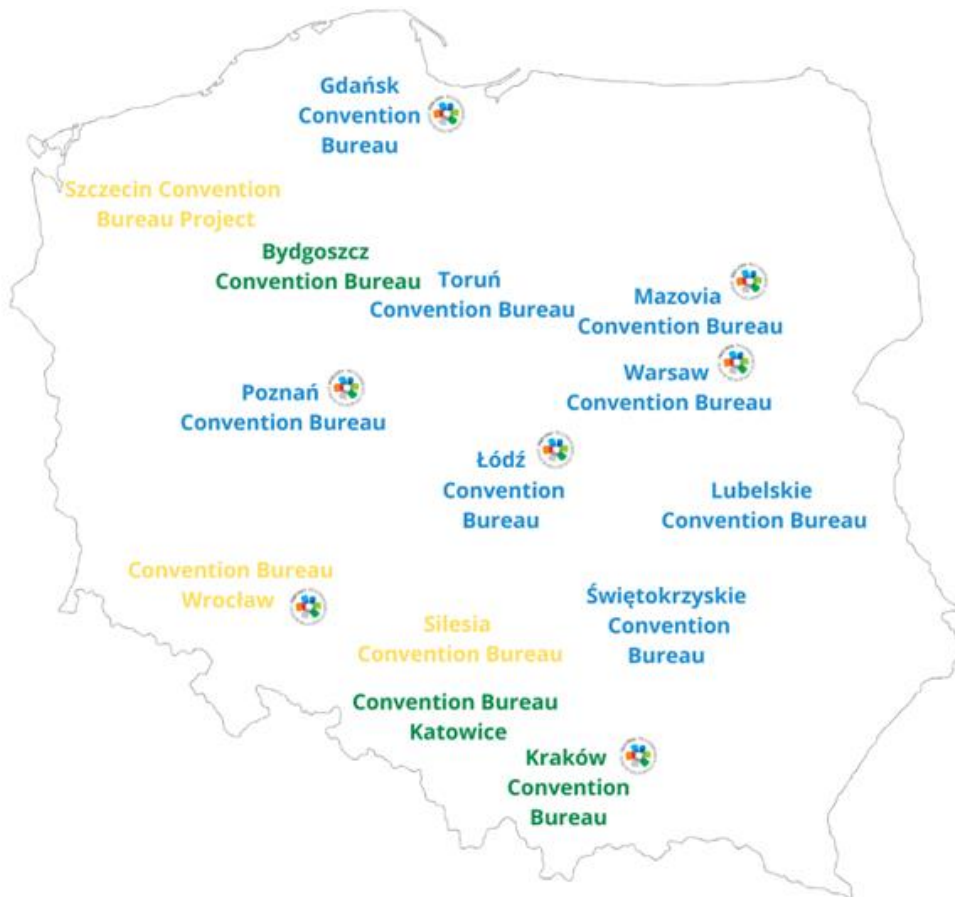 Gdańsk
Convention
Bureau
Szczecin Convention
Bureau Project
Bydgoszcz
Convention Bureau
Toruń
Convention Bureau
Mazovia
Convention Bureau
Warsaw
Convention Bureau
Poznań
Convention Bureau
Łódź
Convention
Bureau
Lubelskie
Convention Bureau
Convention Bureau
Wrocław
Świętokrzyskie
Convention
Bureau
Silesia
Convention Bureau
Convention Bureau
Katowice
Kraków
Convention
Bureau